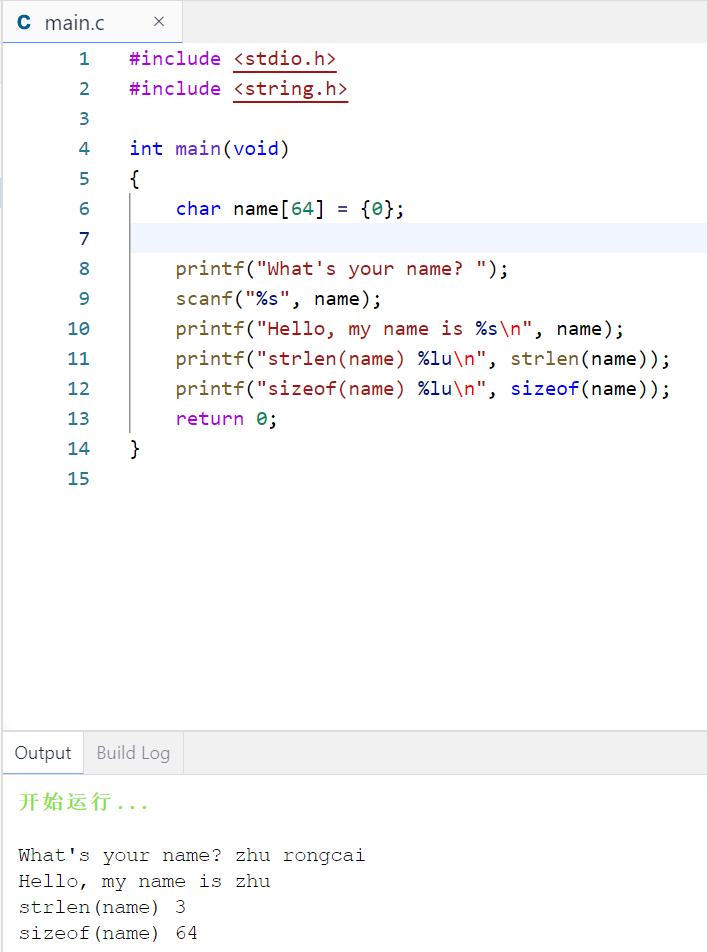 C main.c ×
1 #include <stdio.h>
2 #include <string.h>
3
4 int main(void)
5 {
6     char name[64] = {0};
7
8     printf("What's your name? ");
9     scanf("%s", name);
10     printf("Hello, my name is %s\n", name);
11     printf("strlen(name) %lu\n", strlen(name));
12     printf("sizeof(name) %lu\n", sizeof(name));
13     return 0;
14 }
15
Output Build Log
开始运行...
What's your name? zhu rongcai
Hello, my name is zhu
strlen(name) 3
sizeof(name) 64